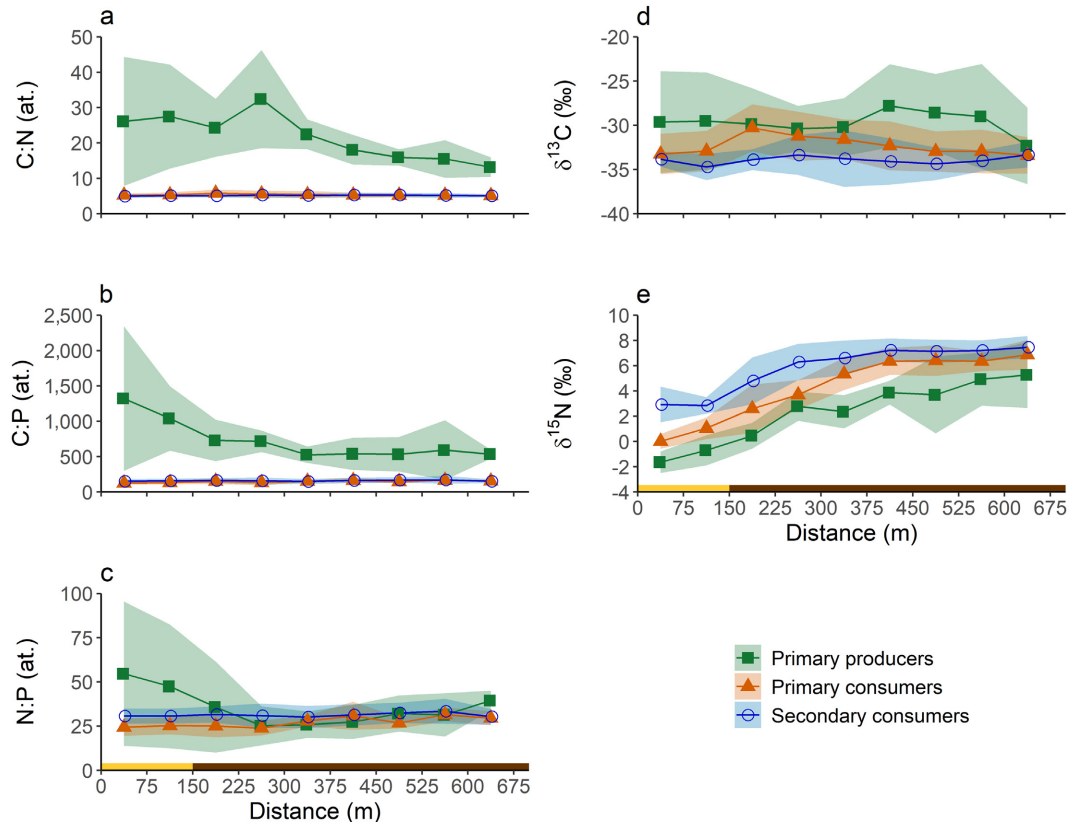 a
50
40
30
20
10
0
C:N (at.)
b
2,500
2,000
1,500
1,000
500
0
C:P (at.)
c
100
75
50
25
0
N:P (at.)
0 75 150 225 300 375 450 525 600 675
Distance (m)
d
-20
-25
-30
-35
-40
δ13C (‰)
e
10
8
6
4
2
0
-2
-4
δ15N (‰)
0 75 150 225 300 375 450 525 600 675
Distance (m)
Primary producers
Primary consumers
Secondary consumers